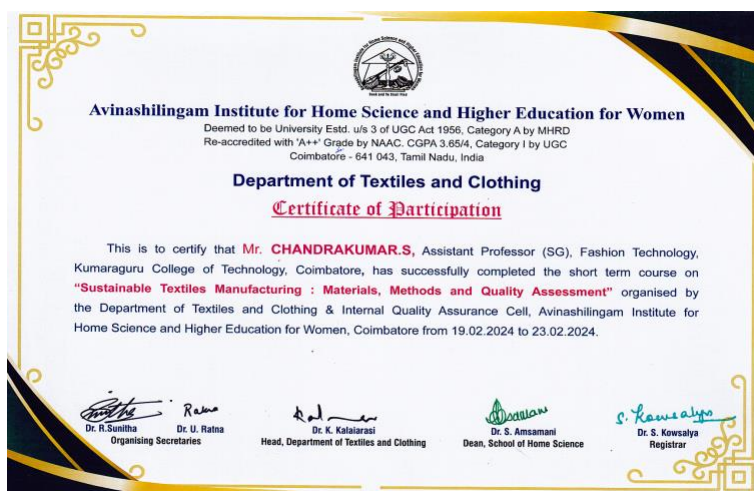 Avinashilingam Institute for Home Science and Higher Education for Women
Deemed to be University Estd. u/s 3 of UGC Act 1956, Category A by MHRD
Re-accredited with 'A++' Grade by NAAC. CGPA 3.65/4, Category I by UGC
Coimbatore - 641 043, Tamil Nadu, India
Department of Textiles and Clothing
Certificate of Participation
This is to certify that Mr. CHANDRAKUMAR.S, Assistant Professor (SG), Fashion Technology,
Kumaraguru College of Technology, Coimbatore, has successfully completed the short term course on
“Sustainable Textiles Manufacturing : Materials, Methods and Quality Assessment” organised by
the Department of Textiles and Clothing & Internal Quality Assurance Cell, Avinashilingam Institute for
Home Science and Higher Education for Women, Coimbatore from 19.02.2024 to 23.02.2024.
Dr. R.Sunitha Dr. U. Ratna
Organising Secretaries
Dr. K. Kalaiarasi
Head, Department of Textiles and Clothing
Dr. S. Amsamani
Dean, School of Home Science
S. Kowsalya
Dr. S. Kowsalya
Registrar